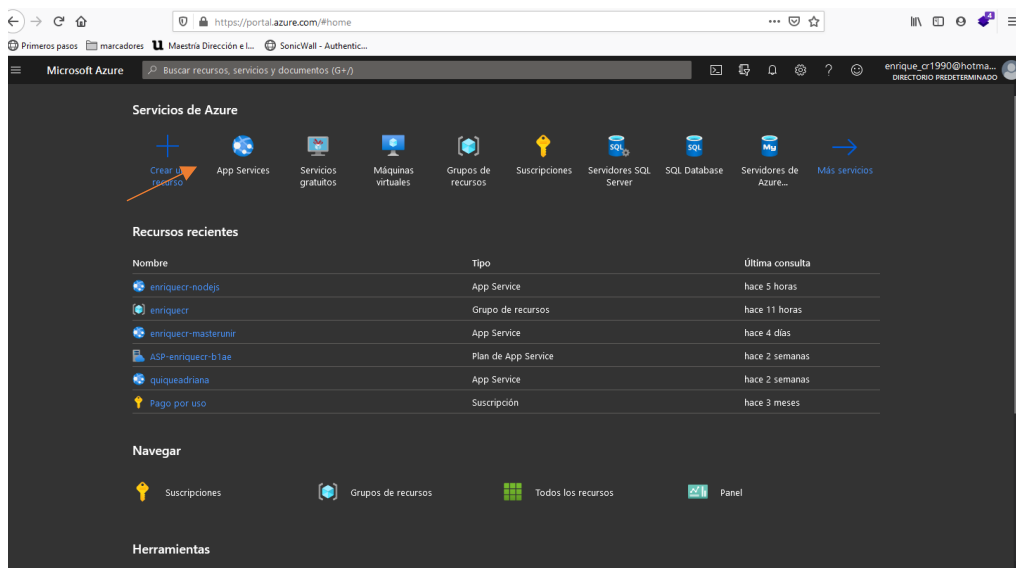 https://portal.azure.com/#home
4
Primeros pasos marcadores Maestría Dirección e I... SonicWall - Authentic...
Microsoft Azure Buscar recursos, servicios y documentos (G+/) enrique_cr1990@hotma...
DIRECTORIO PREDETERMINADO
Servicios de Azure
Crear un App Services Servicios Máquinas Grupos de Suscripciones Servidores SQL SQL Database Servidores de Más servicios
recurso gratuitos virtuales recursos Server Azure...
Recursos recientes
Nombre Tipo Última consulta
enriquecr-nodejs App Service hace 5 horas
enriquecr Grupo de recursos hace 11 horas
enriquecr-masterunir App Service hace 4 días
ASP-enriquecr-b1ae Plan de App Service hace 2 semanas
quiqueadriana App Service hace 2 semanas
Pago por uso Suscripción hace 3 meses
Navegar
Suscripciones Grupos de recursos Todos los recursos Panel
Herramientas